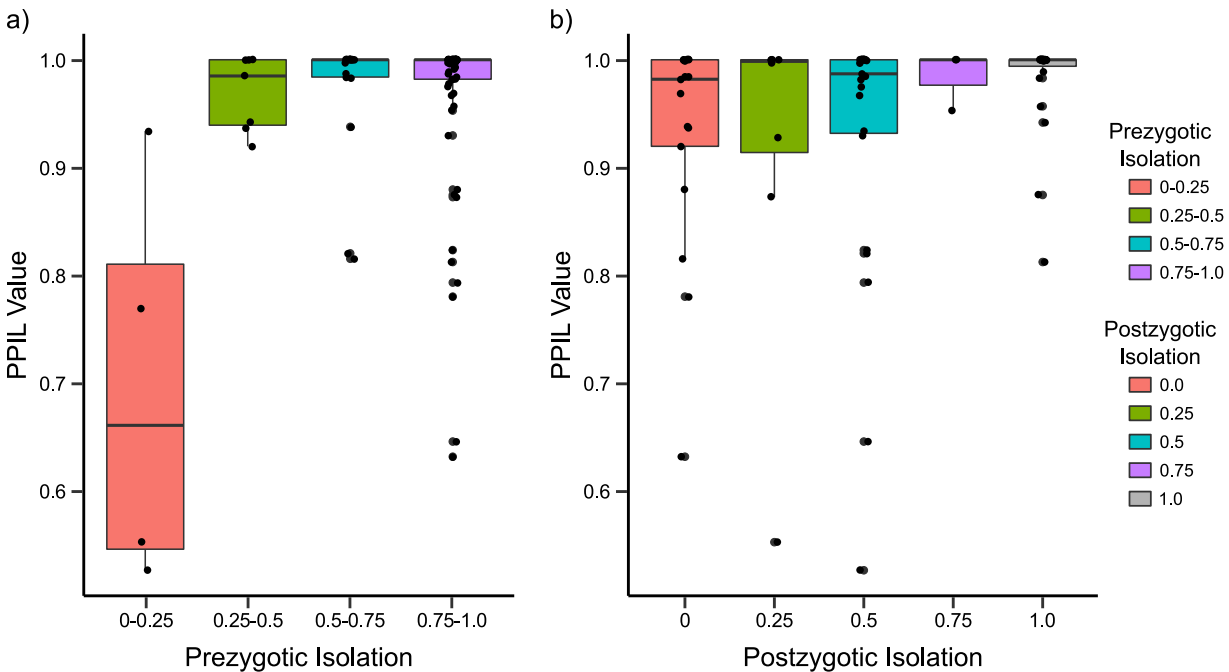 a)
PPIL Value
1.0
0.9
0.8
0.7
0.6
0-0.25
0.25-0.5
0.5-0.75
0.75-1.0
Prezygotic Isolation
b)
PPIL Value
1.0
0.9
0.8
0.7
0.6
0
0.25
0.5
0.75
1.0
Postzygotic Isolation
Prezygotic
Isolation
0-0.25
0.25-0.5
0.5-0.75
0.75-1.0
Postzygotic
Isolation
0.0
0.25
0.5
0.75
1.0